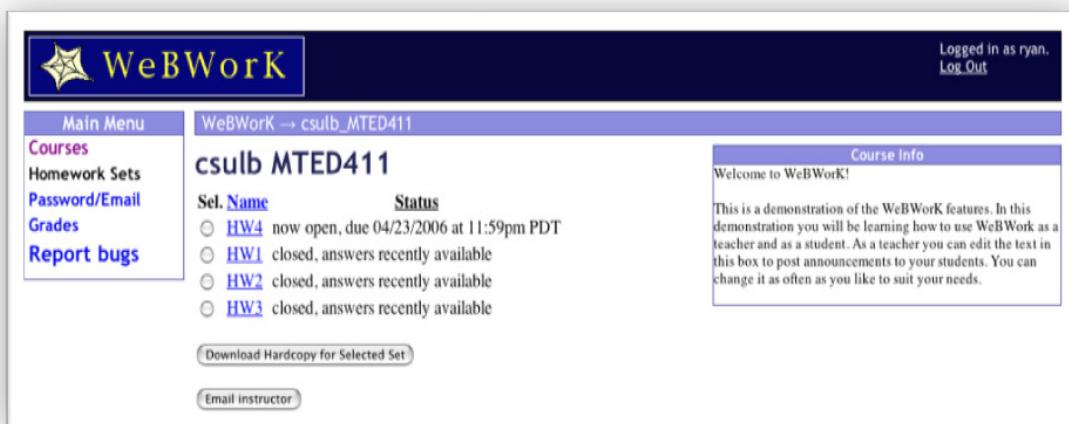 WeBWorK
Logged in as ryan.
Log Out
Main Menu
Courses
Homework Sets
Password/Email
Grades
Report bugs
WeBWorK → csulb_MTED411
csulb MTED411
Sel. Name Status
HW4 now open, due 04/23/2006 at 11:59pm PDT
HW1 closed, answers recently available
HW2 closed, answers recently available
HW3 closed, answers recently available
Download Hardcopy for Selected Set
Email instructor
Course Info
Welcome to WeBWorK!
This is a demonstration of the WeBWorK features. In this
demonstration you will be learning how to use WeBWork as a
teacher and as a student. As a teacher you can edit the text in
this box to post announcements to your students. You can
change it as often as you like to suit your needs.